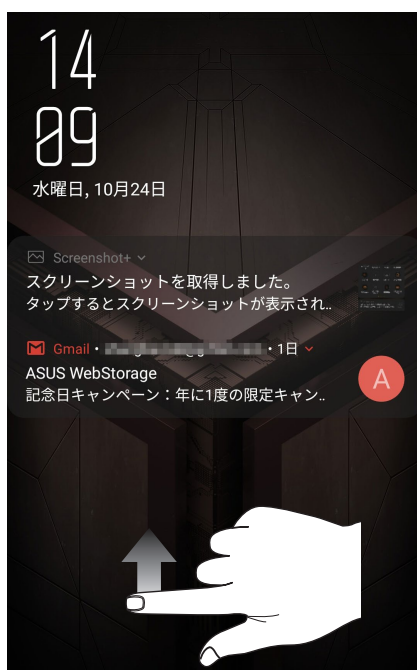 14
09
水曜日, 10月24日
Screenshot+
スクリーンショットを取得しました。
タップするとスクリーンショットが表示され..
Gmail • • 1日
ASUS WebStorage
記念日キャンペーン：年に1度の限定キャン..
A